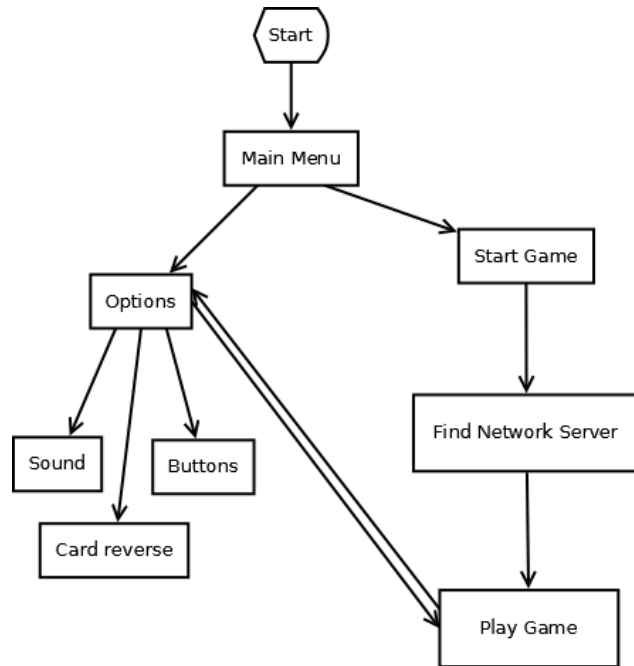 Start
Main Menu
Start Game
Options
Find Network Server
Sound
Buttons
Card reverse
Play Game